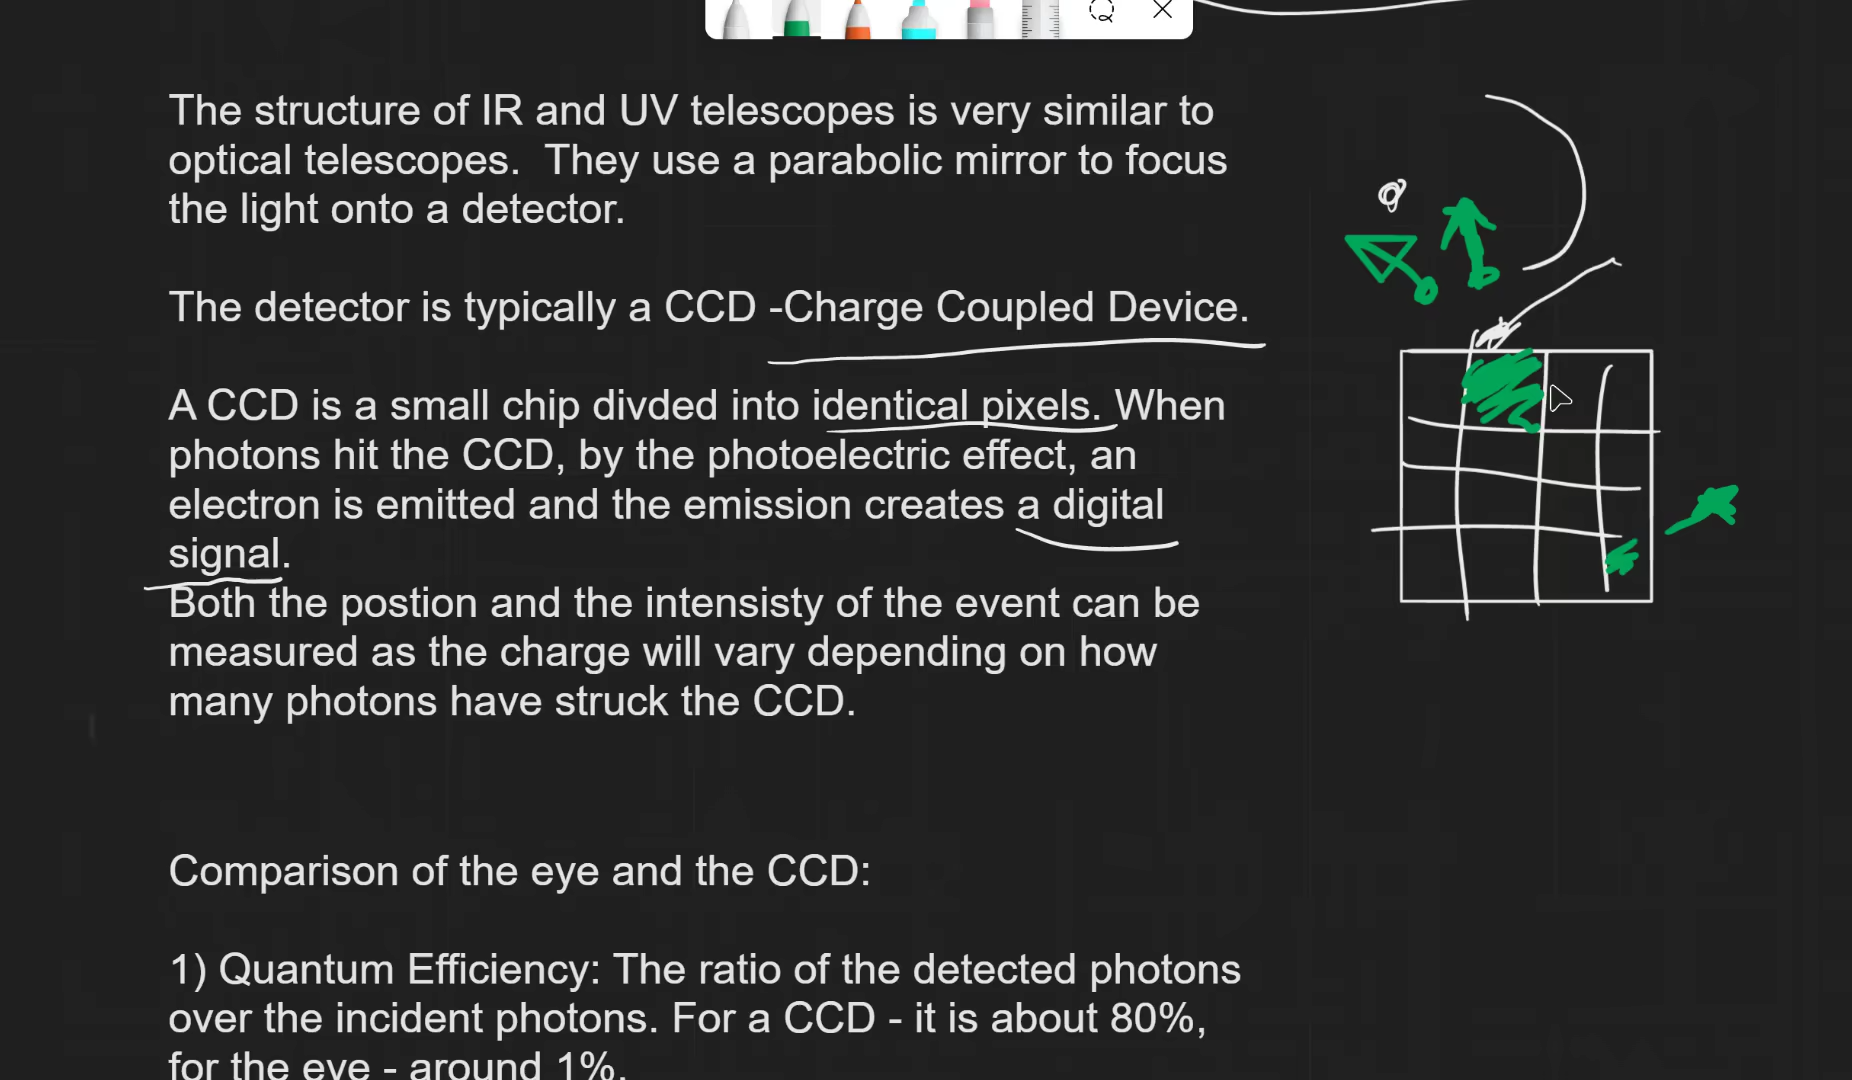 The structure of IR and UV telescopes is very similar to
optical telescopes.  They use a parabolic mirror to focus
the light onto a detector.
The detector is typically a CCD -Charge Coupled Device.
A CCD is a small chip divded into identical pixels. When
photons hit the CCD, by the photoelectric effect, an
electron is emitted and the emission creates a digital
signal.
Both the postion and the intensisty of the event can be
measured as the charge will vary depending on how
many photons have struck the CCD.
Comparison of the eye and the CCD:
1) Quantum Efficiency: The ratio of the detected photons
over the incident photons. For a CCD - it is about 80%,
for the eye - around 1%.